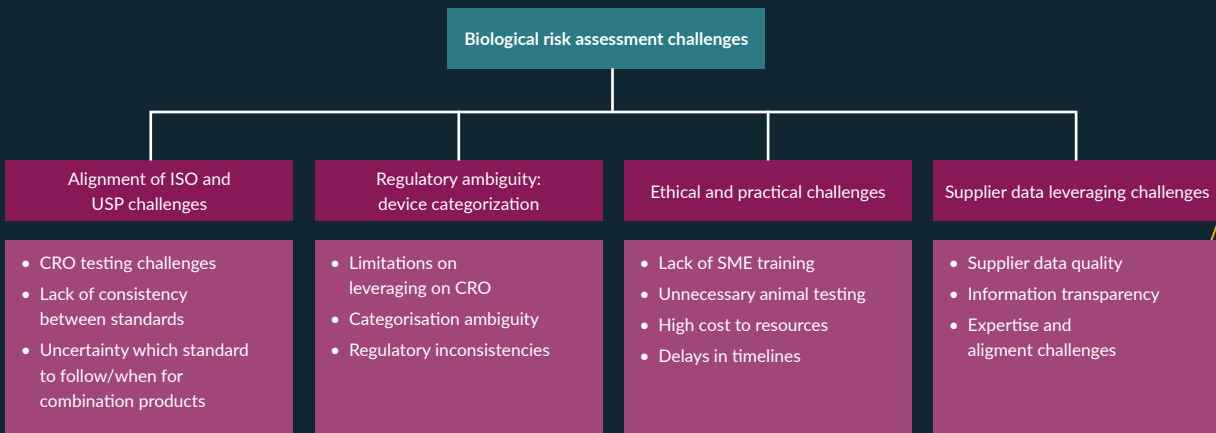 Biological risk assessment challenges
Alignment of ISO and
USP challenges
Regulatory ambiguity:
device categorization
Ethical and practical challenges
Supplier data leveraging challenges
• CRO testing challenges
• Lack of consistency
between standards
• Uncertainty which standard
to follow/when for
combination products
• Limitations on
leveraging on CRO
• Categorisation ambiguity
• Regulatory inconsistencies
• Lack of SME training
• Unnecessary animal testing
• High cost to resources
• Delays in timelines
• Supplier data quality
• Information transparency
• Expertise and
aligment challenges